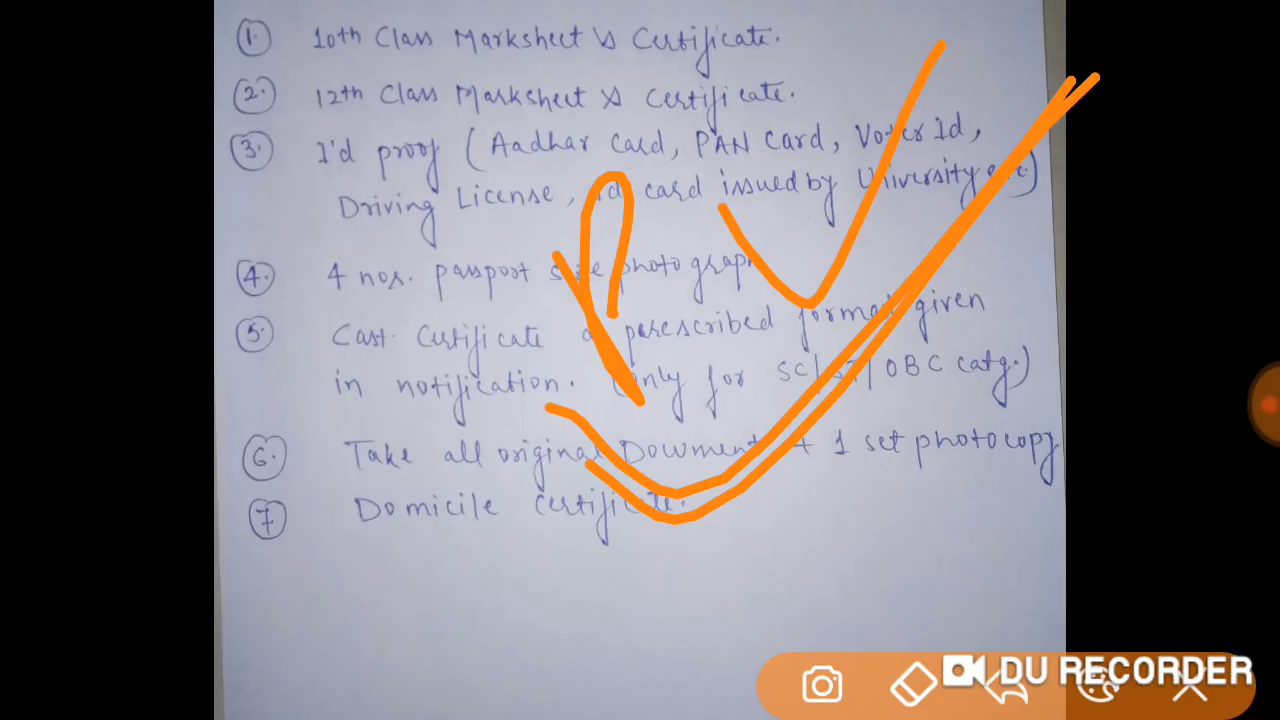 1. 10th Class Marksheet & Certificate.
2. 12th Class Marksheet & Certificate.
3. I'd proof (Aadhar Card, PAN Card, Voter Id,
Driving License, Id card issued by University etc)
4. 4 nos. passport size photograph
5. Cast. Certificate prescribed format given
in notification. (Only for SC/ST/OBC catg.)
6. Take all original Document + 1 set photocopy
7 Domicile certificate.
DU RECORDER